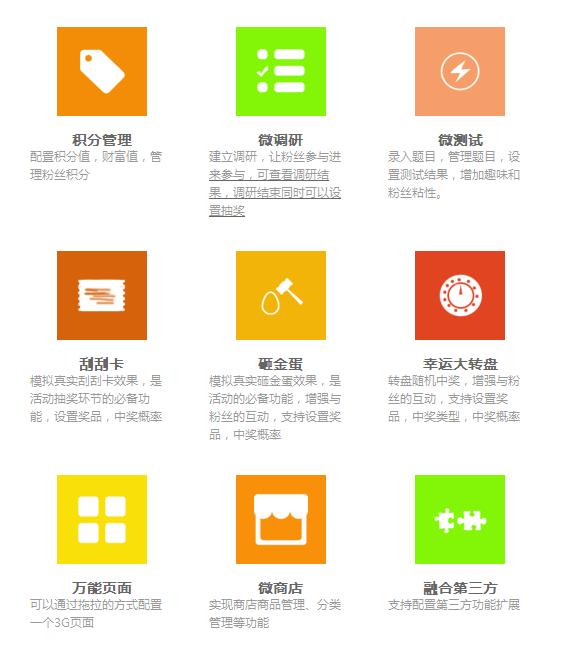 积分管理
配置积分值，财富值，管
理粉丝积分
微调研
建立调研，让粉丝参与进
来参与，可查看调研结
果，调研结束同时可以设
置抽奖
微测试
录入题目，管理题目，设
置测试结果，增加趣味和
粉丝粘性。
刮刮卡
模拟真实刮刮卡效果，是
活动抽奖环节的必备功
能，设置奖品，中奖概率
砸金蛋
模拟真实砸金蛋效果，是
活动的必备功能，增强与
粉丝的互动，支持设置奖
品，中奖概率
幸运大转盘
转盘随机中奖，增强与粉
丝的互动，支持设置奖
品，中奖类型，中奖概率
万能页面
可以通过拖拉的方式配置
一个3G页面
微商店
实现商店商品管理、分类
管理等功能
融合第三方
支持配置第三方功能扩展